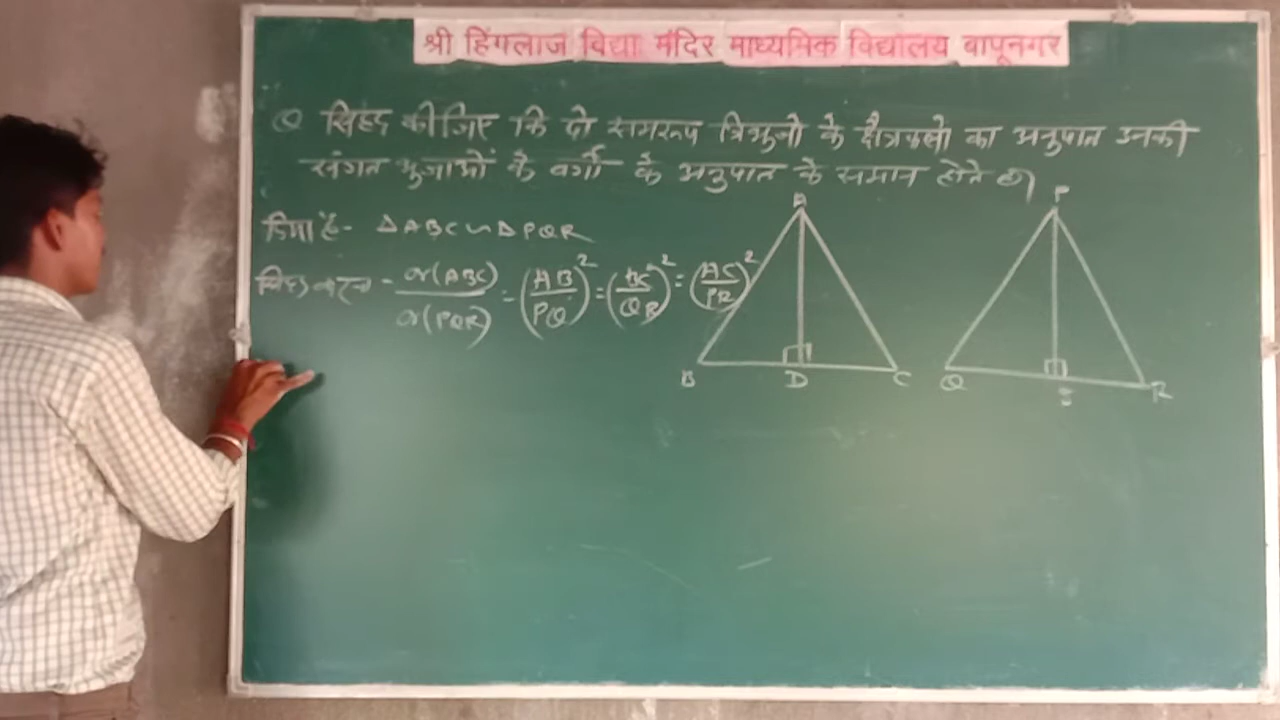 श्री हिंगलाज विद्या मंदिर माध्यमिक विद्यालय बापूनगर
Q सिद्ध कीजिए कि दो समरूप त्रिभुजों के क्षेत्रफलों का अनुपात उनकी
संगत भुजाओं के वर्गों के अनुपात के समान होते है।
दिया है- ΔABC ∽ ΔPQR
सिद्ध करना - ar(ABC)/ar(PQR) = (AB/PQ)² = (BC/QR)² = (AC/PR)²
A
P
B D C
Q S R